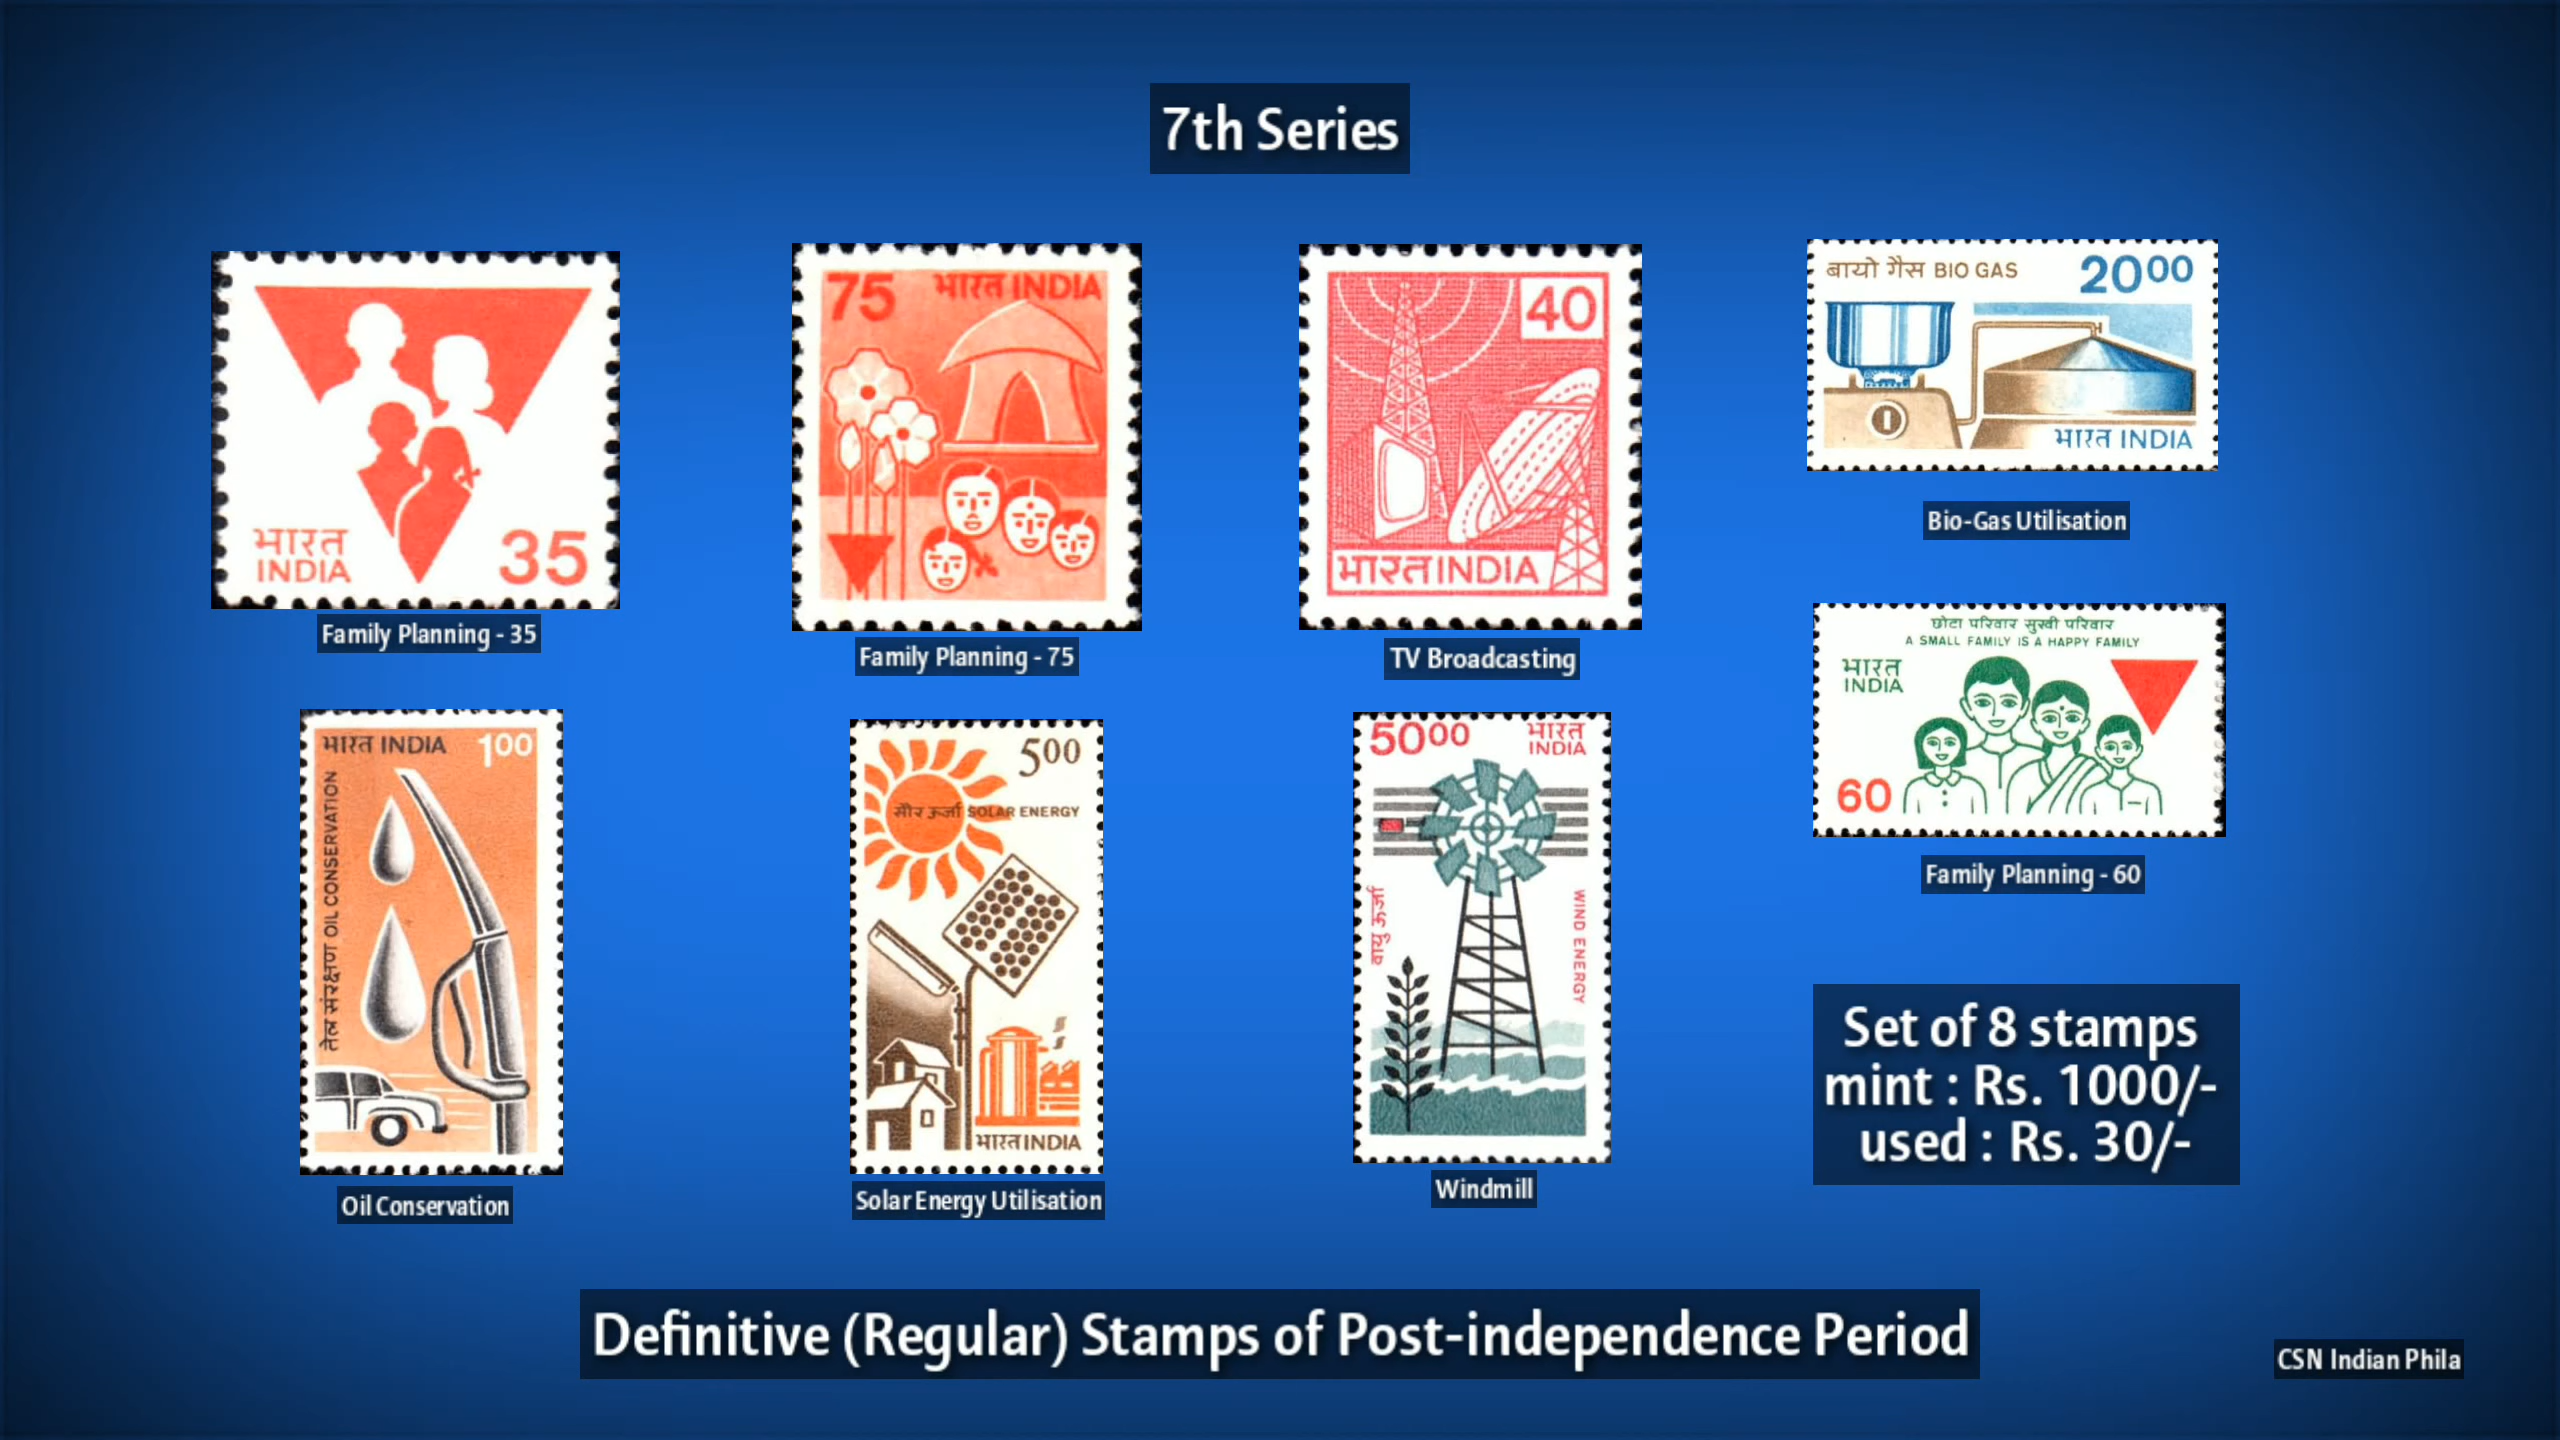 7th Series
भारत
INDIA
35
Family Planning - 35
75 भारत INDIA
Family Planning - 75
40
भारत INDIA
TV Broadcasting
बायो गैस BIO GAS 20 00
भारत INDIA
Bio-Gas Utilisation
छोटा परिवार सुखी परिवार
A SMALL FAMILY IS A HAPPY FAMILY
भारत
INDIA
60
Family Planning - 60
भारत INDIA 1 00
तेल संरक्षण OIL CONSERVATION
Oil Conservation
5 00
सौर ऊर्जा SOLAR ENERGY
भारत INDIA
Solar Energy Utilisation
50 00 भारत
INDIA
वायु ऊर्जा
WIND ENERGY
Windmill
Set of 8 stamps
mint : Rs. 1000/-
used : Rs. 30/-
Definitive (Regular) Stamps of Post-independence Period
CSN Indian Phila